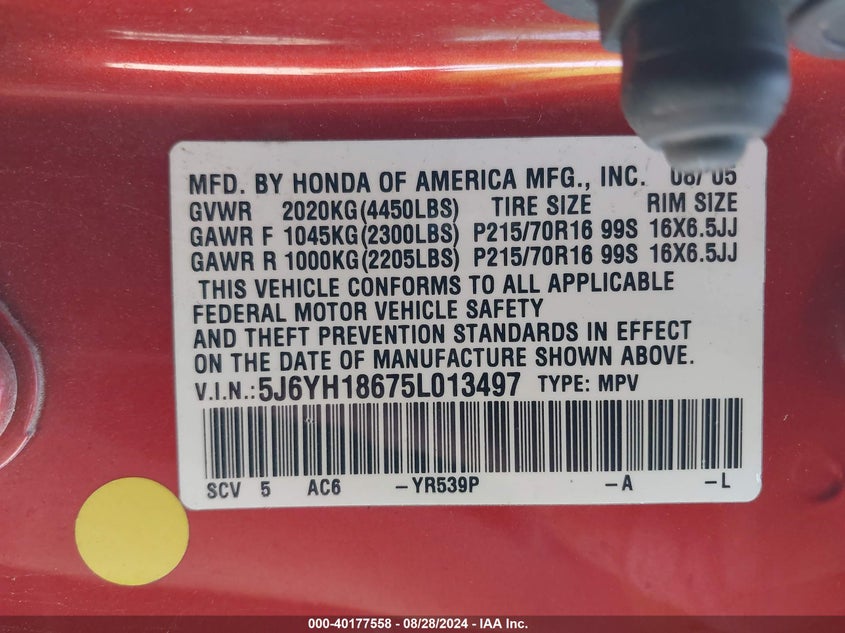 MFD. BY HONDA OF AMERICA MFG., INC. 08/05
GVWR 2020KG(4450LBS) TIRE SIZE RIM SIZE
GAWR F 1045KG(2300LBS) P215/70R16 99S 16X6.5JJ
GAWR R 1000KG(2205LBS) P215/70R16 99S 16X6.5JJ
THIS VEHICLE CONFORMS TO ALL APPLICABLE
FEDERAL MOTOR VEHICLE SAFETY
AND THEFT PREVENTION STANDARDS IN EFFECT
ON THE DATE OF MANUFACTURE SHOWN ABOVE.
V.I.N.:5J6YH18675L013497 TYPE: MPV
SCV 5 AC6 -YR539P -A -L
000-40177558 - 08/28/2024 - IAA Inc.